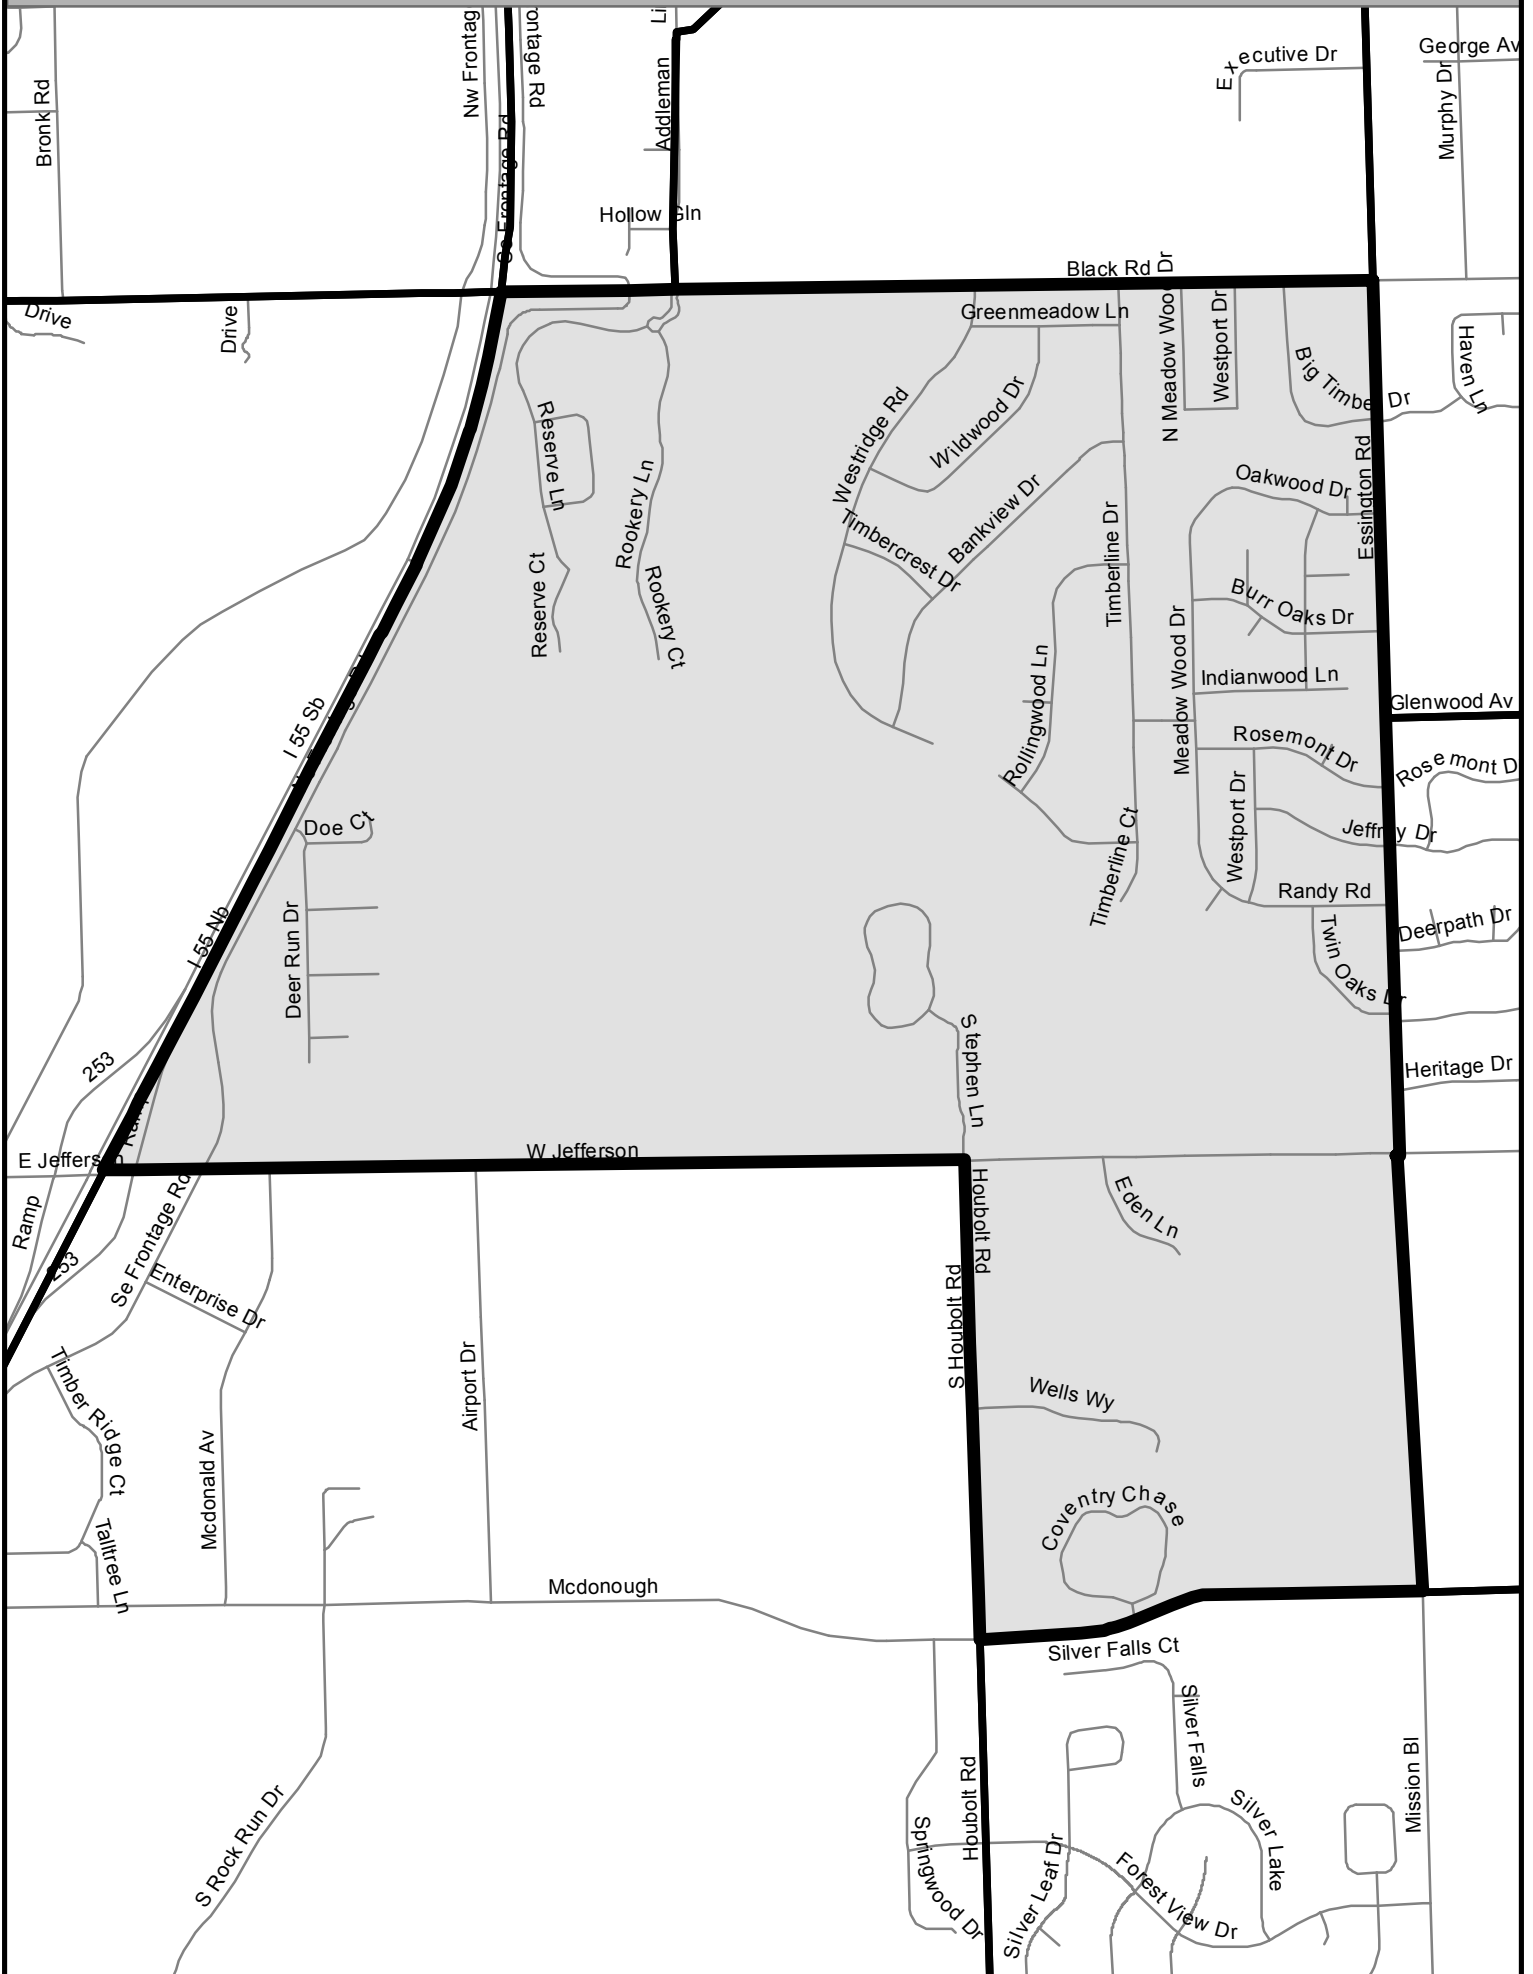 Nw Frontag
rontage Rd
Li
Addleman
Bronk Rd
Executive Dr
George Av
Murphy Dr
Se Frontage Rd
Hollow Gln
Black Rd
Dr
N Meadow Woo
Drive
Drive
Greenmeadow Ln
Westport Dr
Haven Ln
Big Timbe Dr
Reserve Ln
Westridge Rd
Wildwood Dr
Essington Rd
Oakwood Dr
Rookery Ln
Bankview Dr
Timbercrest Dr
Timberline Dr
Reserve Ct
Rookery Ct
Burr Oaks Dr
Meadow Wood Dr
Indianwood Ln
Rollingwood Ln
Glenwood Av
I 55 Sb
Rosemont Dr
Rosemont D
Westport Dr
Doe Ct
Timberline Ct
Jeffrey Dr
Randy Rd
I 55 Nb
Deer Run Dr
Twin Oaks Dr
Deerpath Dr
Stephen Ln
253
Heritage Dr
Ramp
E Jefferson
W Jefferson
Houbolt Rd
Eden Ln
Ramp
Se Frontage Rd
253
Enterprise Dr
S Houbolt Rd
Timber Ridge Ct
Airport Dr
Wells Wy
Mcdonald Av
Coventry Chase
Talltree Ln
Mcdonough
Silver Falls Ct
Silver Falls
Houbolt Rd
Mission Bl
S Rock Run Dr
Springwood Dr
Silver Leaf Dr
Silver Lake
Forest View Dr